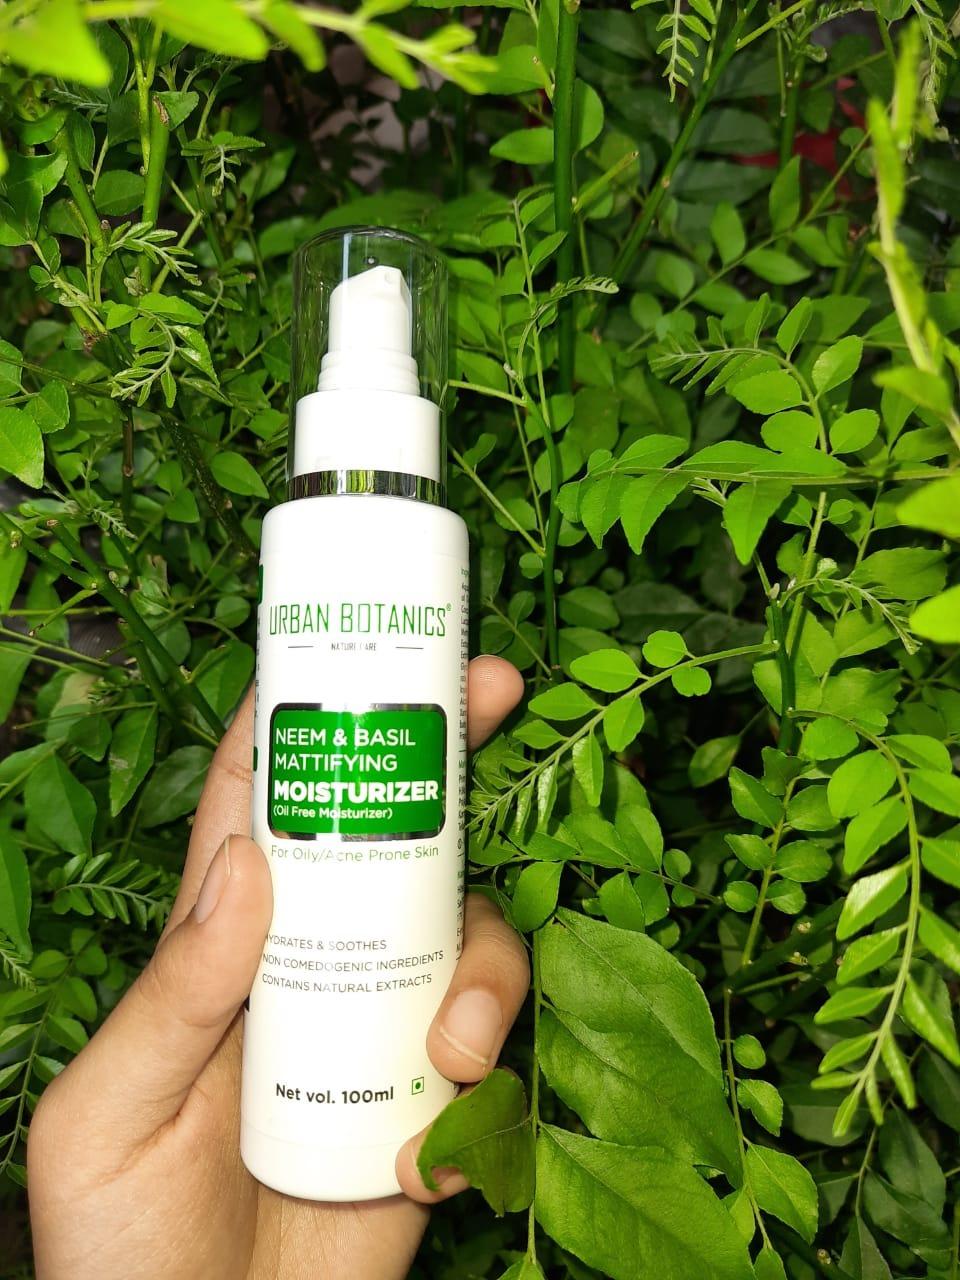 URBAN BOTANICS®
NATURE CARE
NEEM & BASIL
MATTIFYING
MOISTURIZER
(Oil Free Moisturizer)
For Oily/Acne Prone Skin
HYDRATES & SOOTHES
NON COMEDOGENIC INGREDIENTS
CONTAINS NATURAL EXTRACTS
Net vol. 100ml